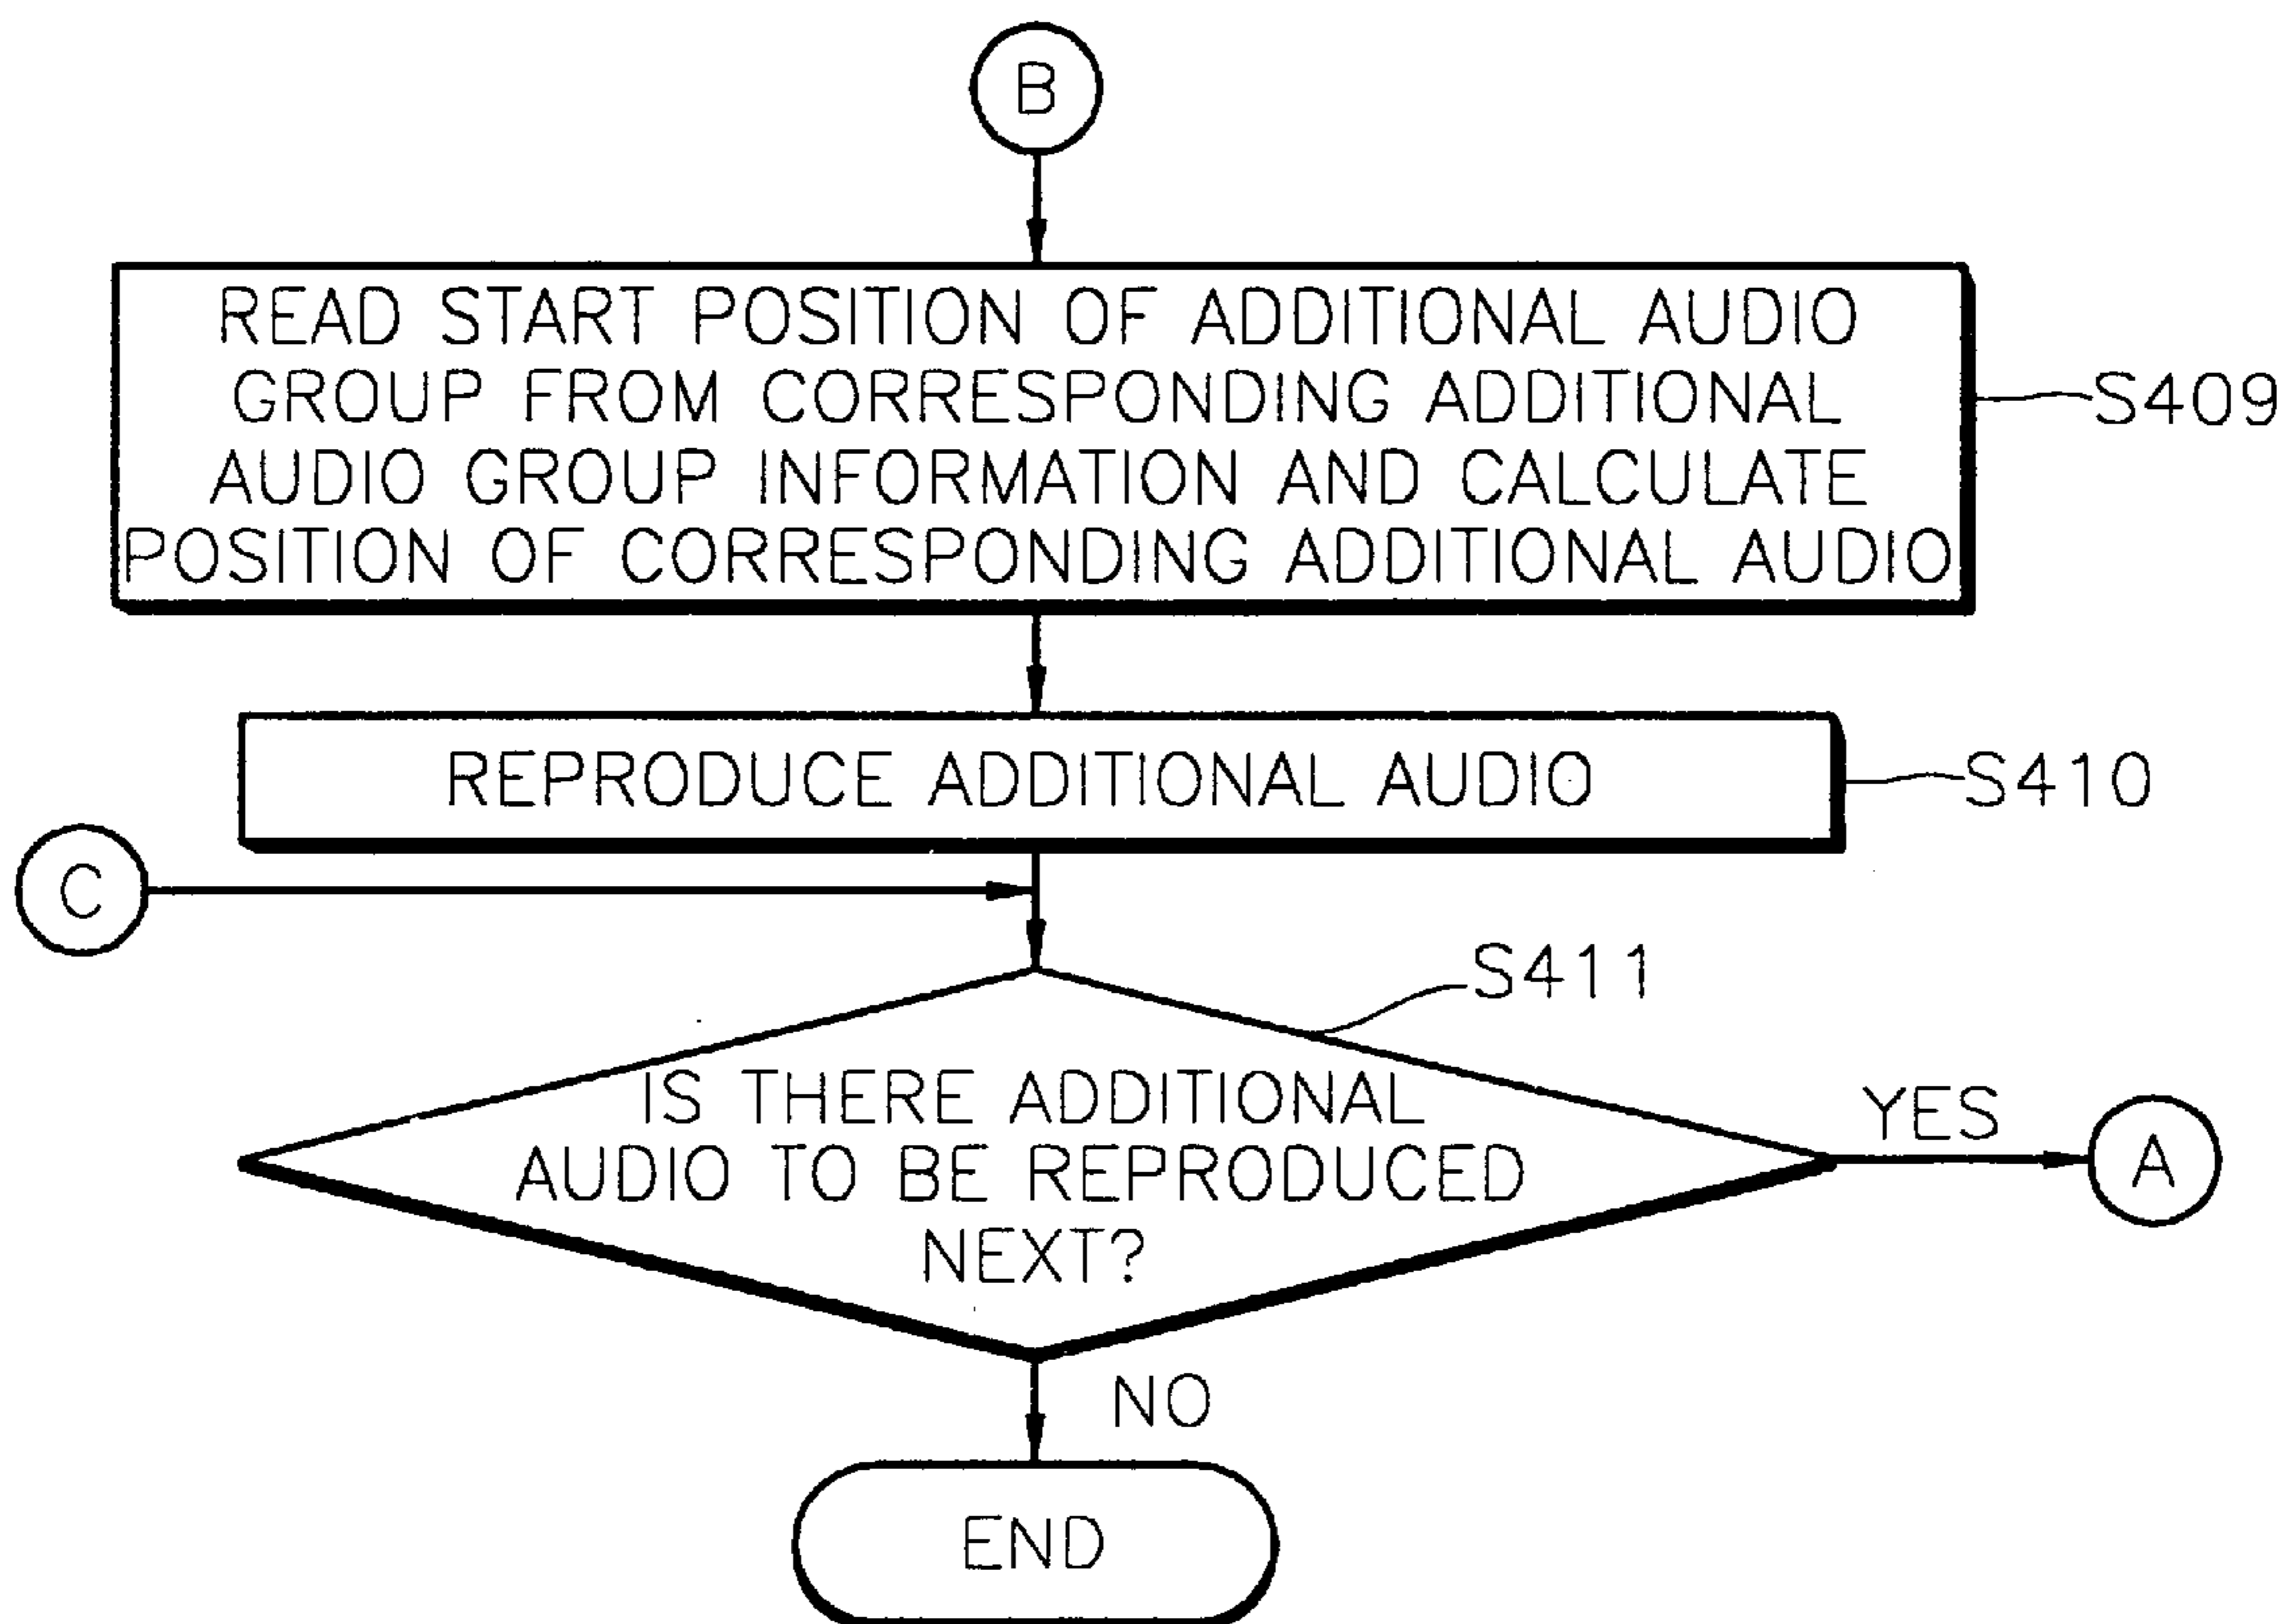 B
READ START POSITION OF ADDITIONAL AUDIO
GROUP FROM CORRESPONDING ADDITIONAL
AUDIO GROUP INFORMATION AND CALCULATE
POSITION OF CORRESPONDING ADDITIONAL AUDIO
S409
REPRODUCE ADDITIONAL AUDIO
S410
C
S411
IS THERE ADDITIONAL
AUDIO TO BE REPRODUCED
NEXT?
YES
A
NO
END